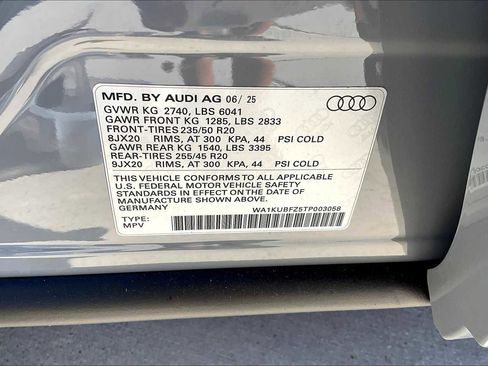 MFD. BY AUDI AG 06/ 25
GVWR KG 2740, LBS 6041
GAWR FRONT KG 1285, LBS 2833
FRONT-TIRES 235/50 R20
8JX20 RIMS, AT 300 KPA, 44 PSI COLD
GAWR REAR KG 1540, LBS 3395
REAR-TIRES 255/45 R20
9JX20 RIMS, AT 300 KPA, 44 PSI COLD
THIS VEHICLE CONFORMS TO ALL APPLICABLE
U.S. FEDERAL MOTOR VEHICLE SAFETY
STANDARDS IN EFFECT ON THE DATE OF
MANUFACTURE SHOWN ABOVE.
GERMANY WA1KUBFZ5TP003058
TYPE:
MPV